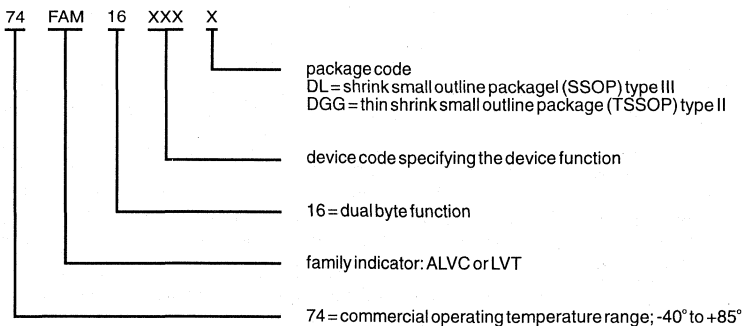 74 FAM 16 XXX X
package code
DL = shrink small outline packagel (SSOP) type III
DGG = thin shrink small outline package (TSSOP) type II
device code specifying the device function
16 = dual byte function
family indicator: ALVC or LVT
74 = commercial operating temperature range; -40° to +85°